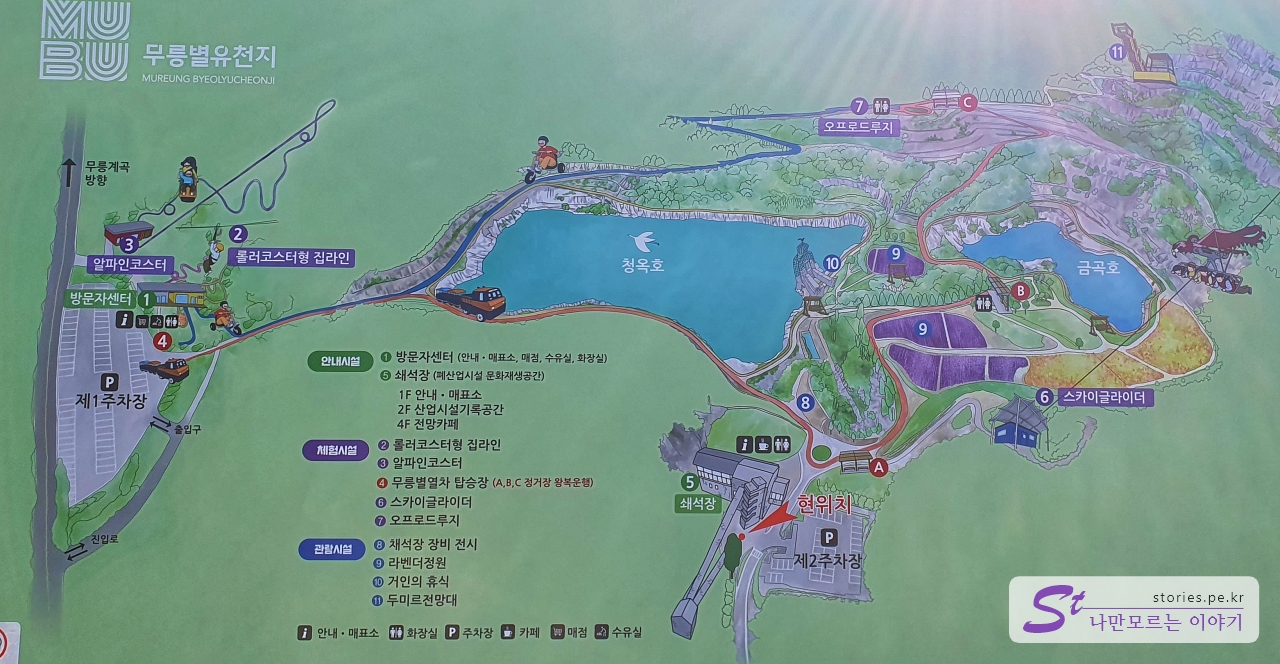 MU
BU
무릉별유천지
MUREUNG BYEOLYUCHEONJI
무릉계곡
방향
11
7
C
오프로드루지
2
롤러코스터형 집라인
3
알파인코스터
방문자센터 1
4
P
제1주차장
출입구
진입로
청옥호
10
9
금곡호
B
9
6 스카이글라이더
8
A
5
쇄석장
현위치
P
제2주차장
안내시설
1 방문자센터 (안내·매표소, 매점, 수유실, 화장실)
5 쇄석장 (폐산업시설 문화재생공간)
1F 안내·매표소
2F 산업시설기록공간
4F 전망카페
체험시설
2 롤러코스터형 집라인
3 알파인코스터
4 무릉별열차 탑승장 (A,B,C 정거장 왕복운행)
6 스카이글라이더
7 오프로드루지
관람시설
8 채석장 장비 전시
9 라벤더정원
10 거인의 휴식
11 두미르전망대
i 안내·매표소 화장실 P 주차장 카페 매점 수유실
St
stories.pe.kr
나만모르는 이야기